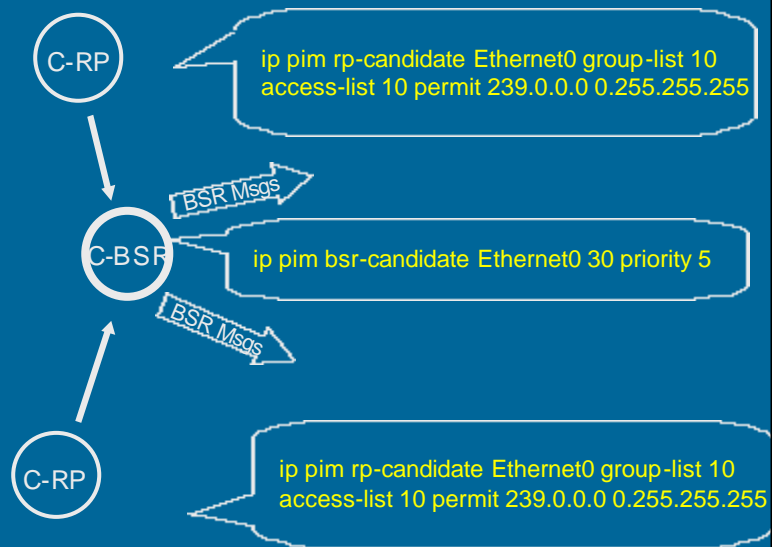 C-RP
ip pim rp-candidate Ethernet0 group-list 10
access-list 10 permit 239.0.0.0 0.255.255.255
BSR Msgs
C-BSR
ip pim bsr-candidate Ethernet0 30 priority 5
BSR Msgs
C-RP
ip pim rp-candidate Ethernet0 group-list 10
access-list 10 permit 239.0.0.0 0.255.255.255